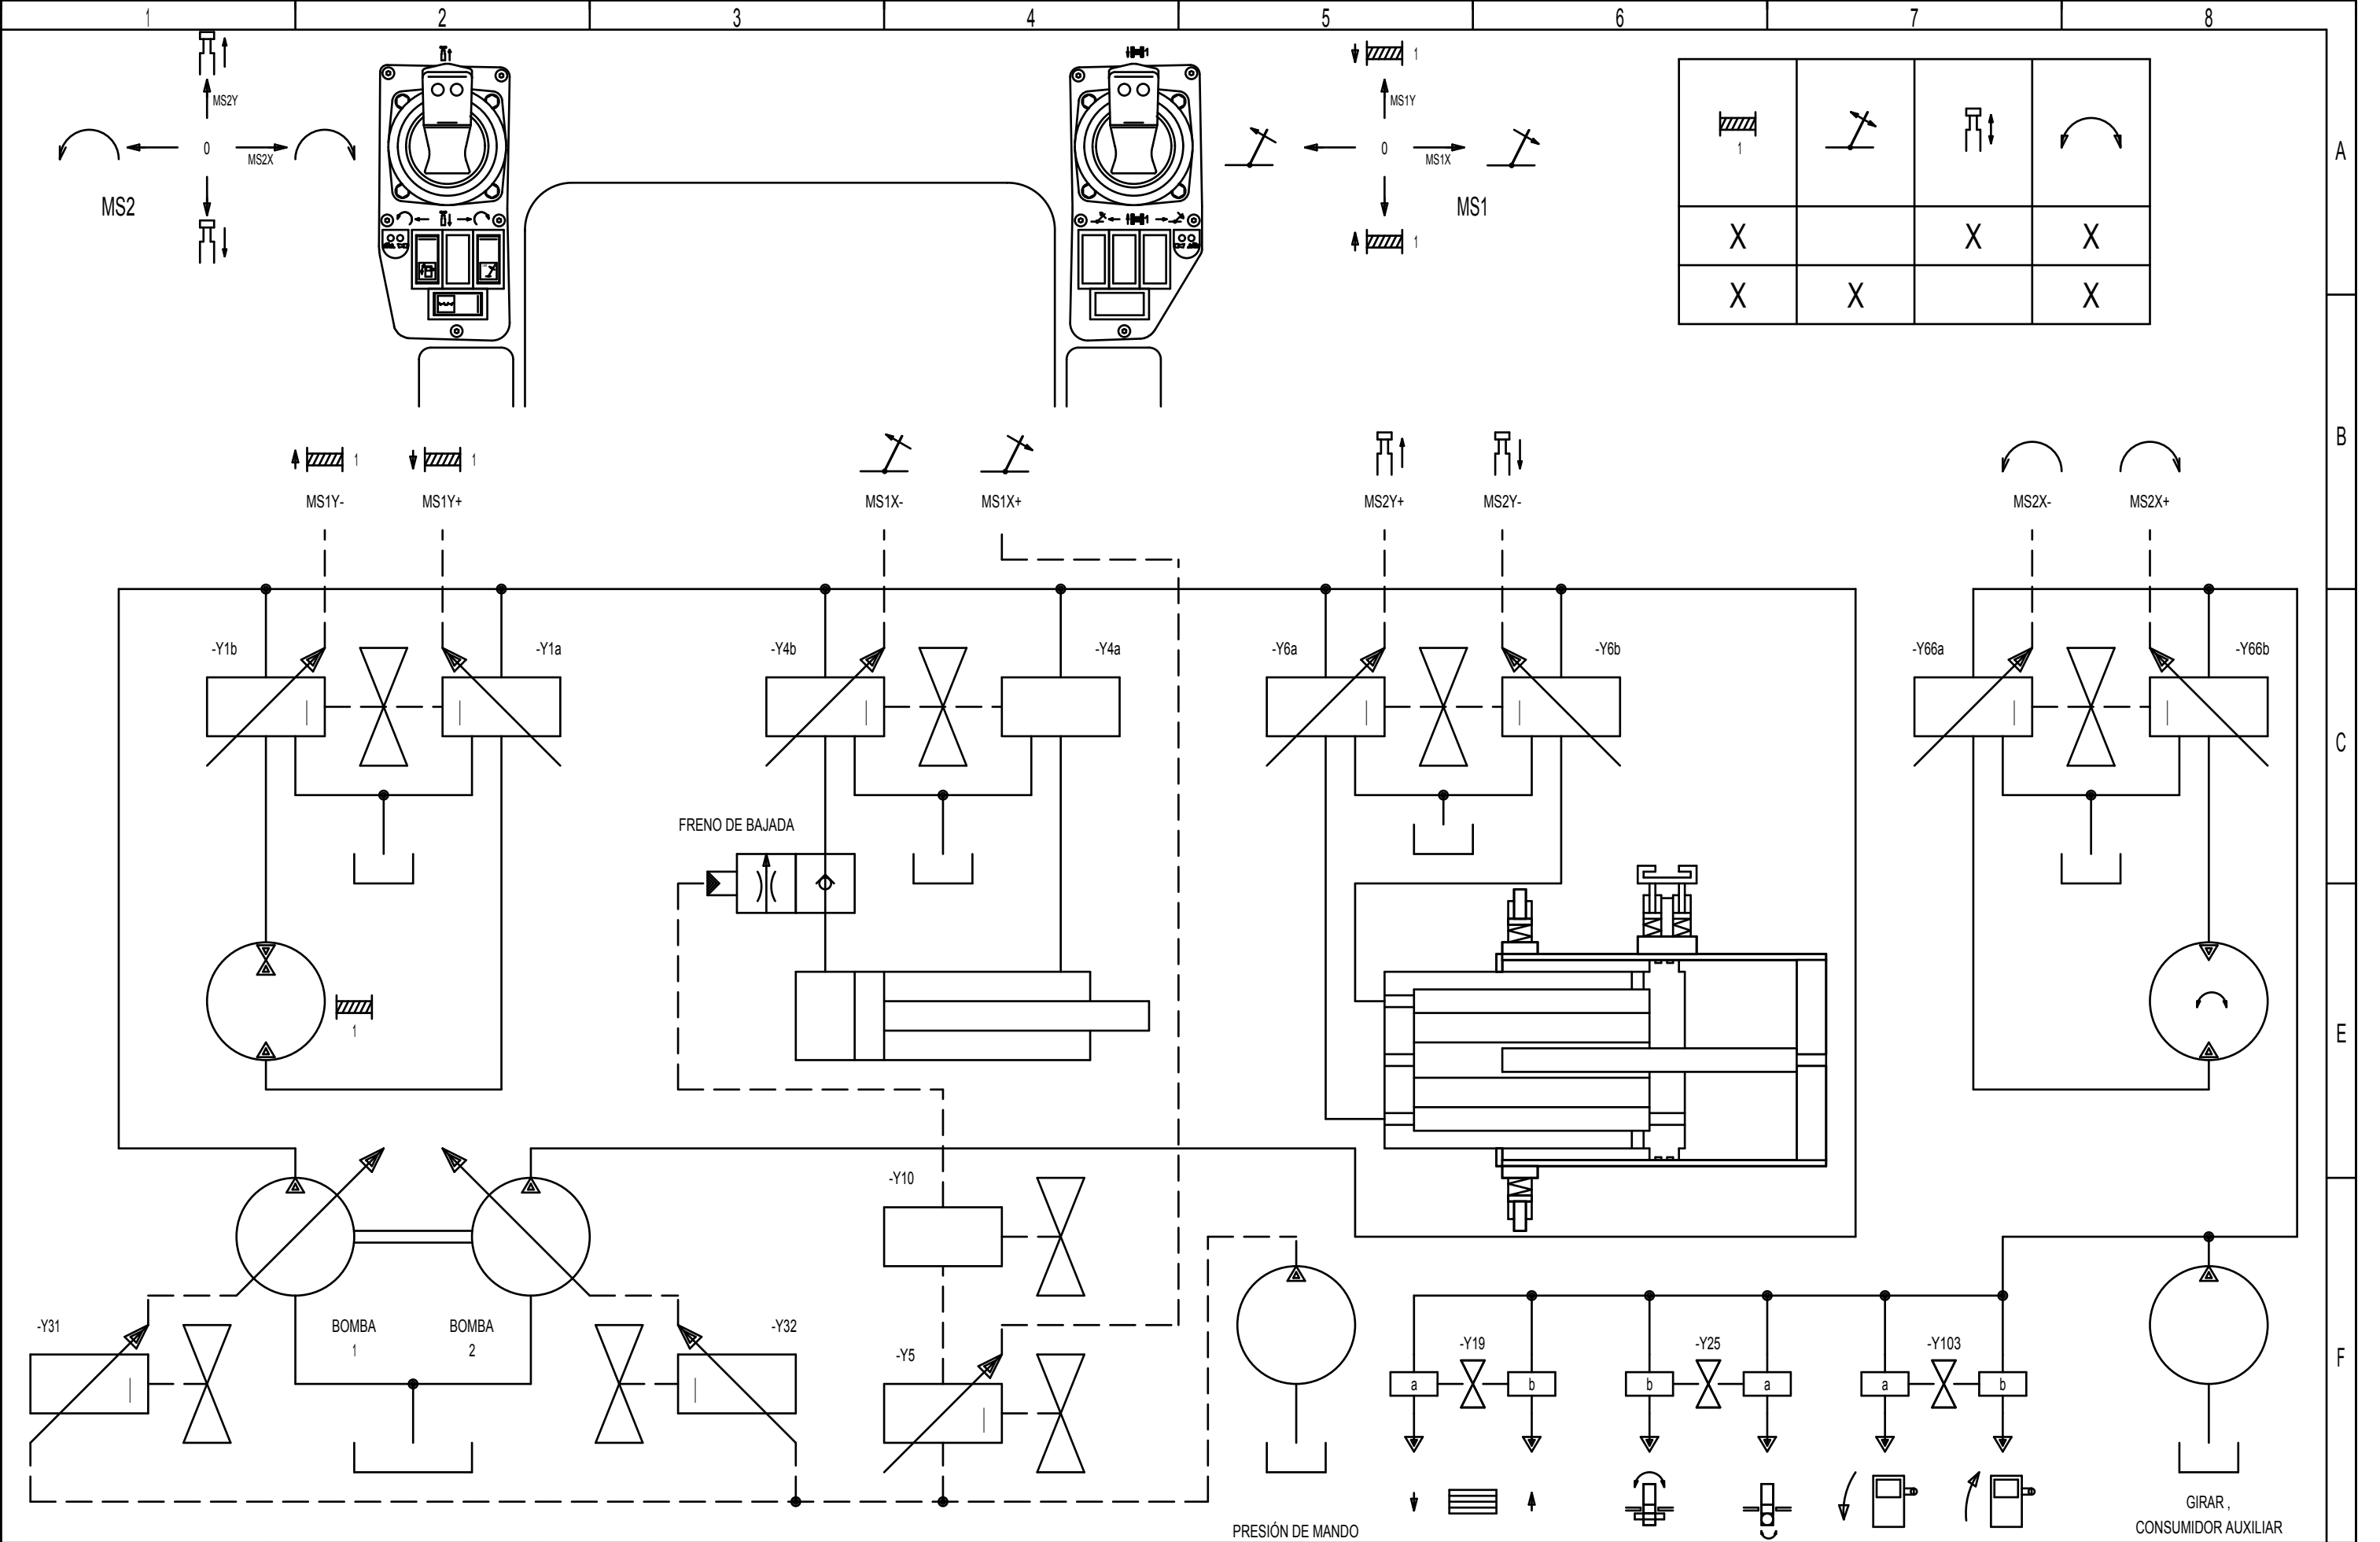 1 2 3 4 5 6 7 8
A
B
C
E
F
MS2Y
0
MS2X
MS2
1
1
1
MS1Y
0
MS1X
MS1
1
1
X X X
X X X
1 1
MS1Y- MS1Y+ MS1X- MS1X+ MS2Y+ MS2Y- MS2X- MS2X+
-Y1b -Y1a -Y4b -Y4a -Y6a -Y6b -Y66a -Y66b
FRENO DE BAJADA
1
-Y10
-Y31 BOMBA 1 BOMBA 2 -Y32
-Y5
-Y19 -Y25 -Y103
a b b a a b
PRESIÓN DE MANDO
GIRAR ,
CONSUMIDOR AUXILIAR